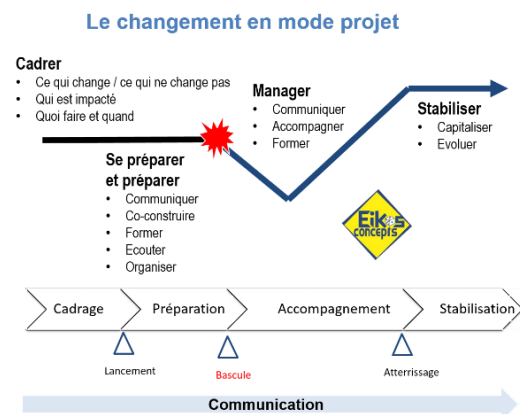 Le changement en mode projet
Cadrer
• Ce qui change / ce qui ne change pas
• Qui est impacté
• Quoi faire et quand
Manager
• Communiquer
• Accompagner
• Former
Stabiliser
• Capitaliser
• Evoluer
Se préparer
et préparer
• Communiquer
• Co-construire
• Former
• Ecouter
• Organiser
Eikos
concepts
Cadrage
Préparation
Accompagnement
Stabilisation
Lancement
Bascule
Atterrissage
Communication